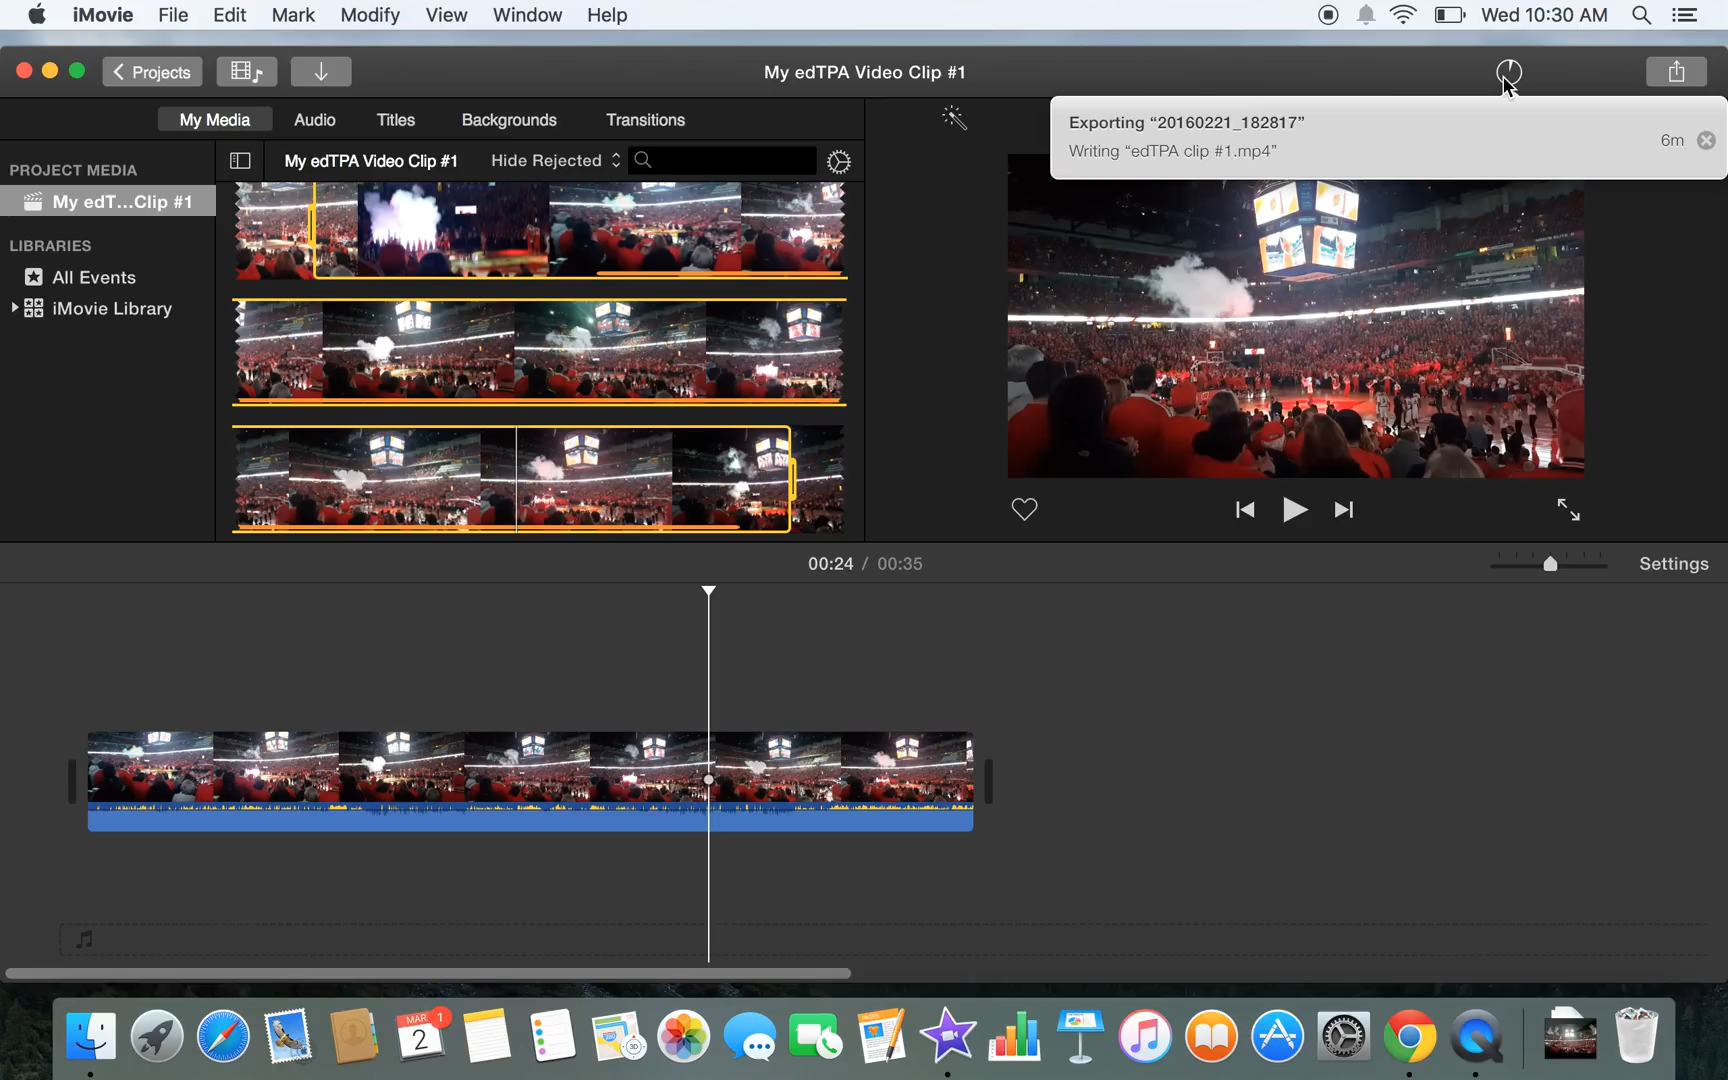 iMovie File Edit Mark Modify View Window Help Wed 10:30 AM
Projects My edTPA Video Clip #1
My Media Audio Titles Backgrounds Transitions
Exporting “20160221_182817”
Writing “edTPA clip #1.mp4”
6m
PROJECT MEDIA
My edT...Clip #1
LIBRARIES
All Events
iMovie Library
My edTPA Video Clip #1 Hide Rejected
00:24 / 00:35 Settings
MAR
2
1
3D
PAGES